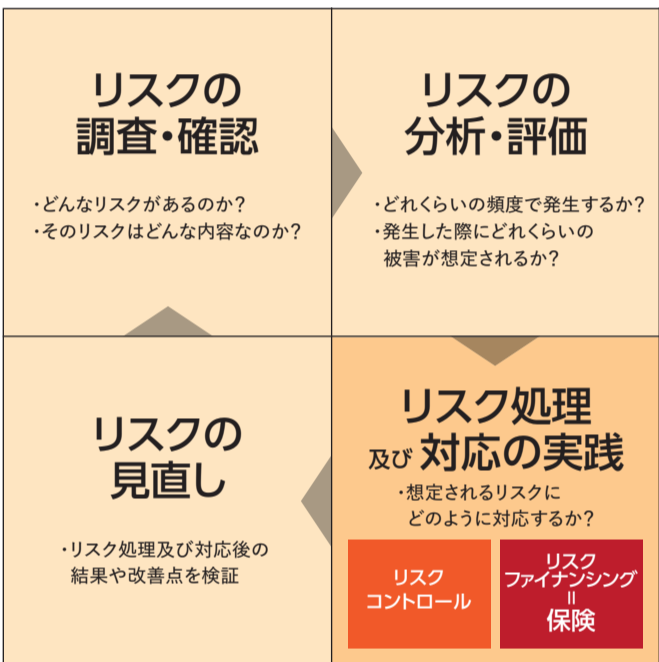 リスクの
調査・確認
・どんなリスクがあるのか？
・そのリスクはどんな内容なのか？
リスクの
分析・評価
・どれくらいの頻度で発生するか？
・発生した際にどれくらいの
被害が想定されるか？
リスク処理
及び 対応の実践
・想定されるリスクに
どのように対応するか？
リスク
コントロール
リスク
ファイナンシング
＝
保険
リスクの
見直し
・リスク処理及び対応後の
結果や改善点を検証